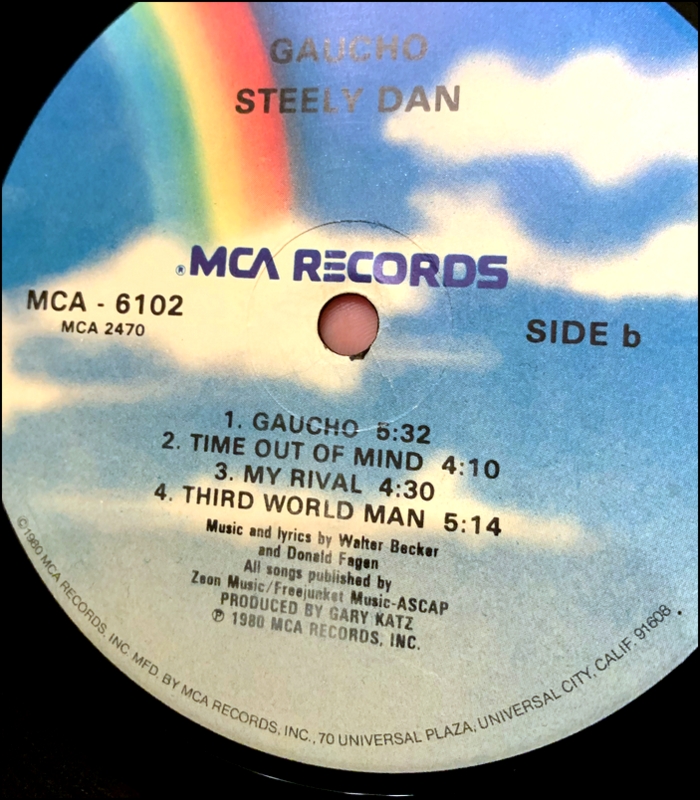 GAUCHO
STEELY DAN
®MCA RECORDS
MCA - 6102
MCA 2470
SIDE b
1. GAUCHO 5:32
2. TIME OUT OF MIND 4:10
3. MY RIVAL 4:30
4. THIRD WORLD MAN 5:14
Music and lyrics by Walter Becker
and Donald Fagen
All songs published by
Zeon Music/Freejunket Music-ASCAP
PRODUCED BY GARY KATZ
℗ 1980 MCA RECORDS, INC.
©1980 MCA RECORDS, INC. MFD. BY MCA RECORDS, INC., 70 UNIVERSAL PLAZA, UNIVERSAL CITY, CALIF. 91608.